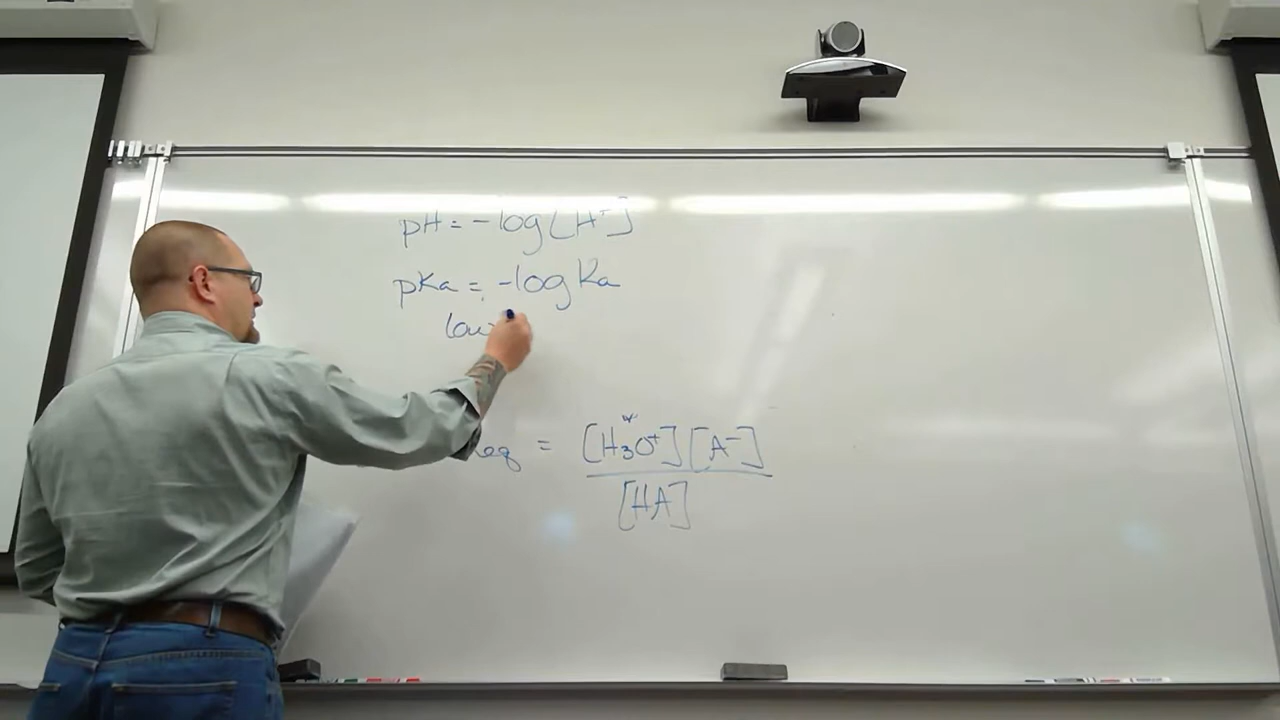 pH = -log[H⁺]
pKa = -log Ka
low
eq = [H₃O⁺][A⁻]
[HA]